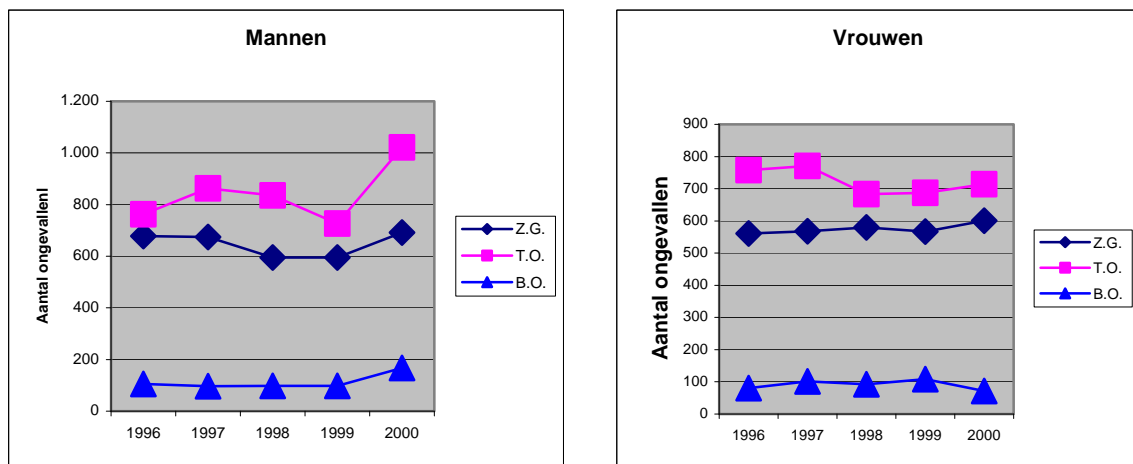 Mannen
Aantal ongevallenl
1.200
1.000
800
600
400
200
0
1996 1997 1998 1999 2000
Z.G.
T.O.
B.O.
Vrouwen
Aantal ongevallen
900
800
700
600
500
400
300
200
100
0
1996 1997 1998 1999 2000
Z.G.
T.O.
B.O.